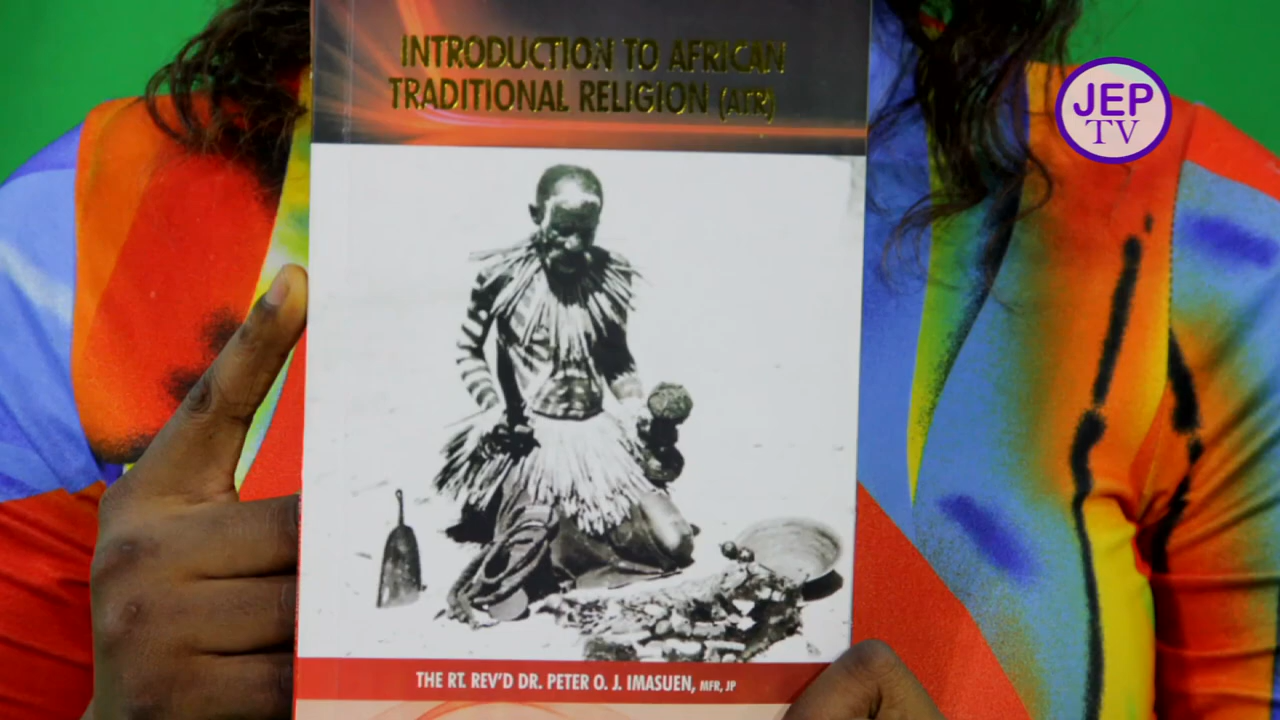 INTRODUCTION TO AFRICAN
TRADITIONAL RELIGION (ATR)
JEP
TV
THE RT. REV'D DR. PETER O. J. IMASUEN, MFR, JP